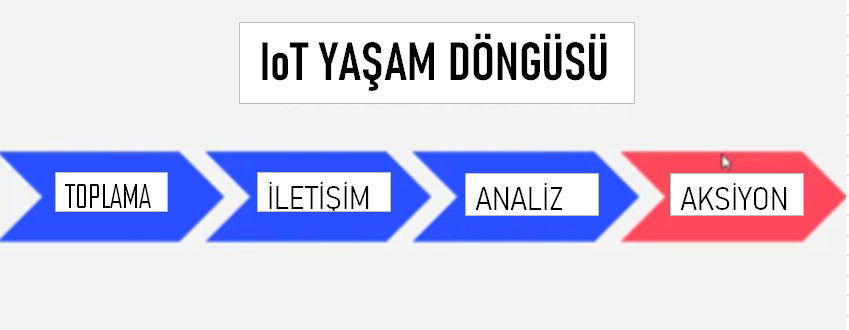 IoT YAŞAM DÖNGÜSÜ
TOPLAMA
İLETİŞİM
ANALİZ
AKSİYON